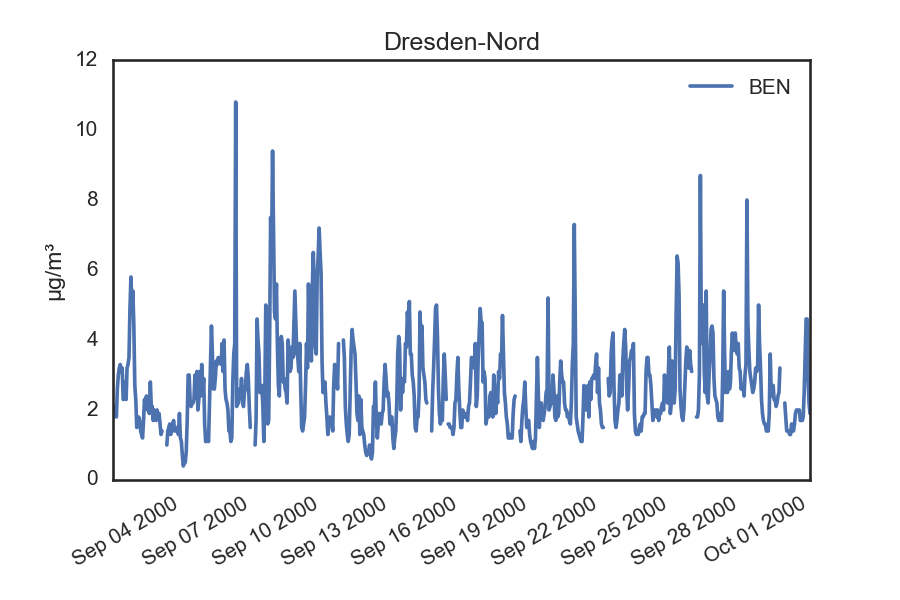 Dresden-Nord
BEN
µg/m³
12
10
8
6
4
2
0
Sep 04 2000
Sep 07 2000
Sep 10 2000
Sep 13 2000
Sep 16 2000
Sep 19 2000
Sep 22 2000
Sep 25 2000
Sep 28 2000
Oct 01 2000